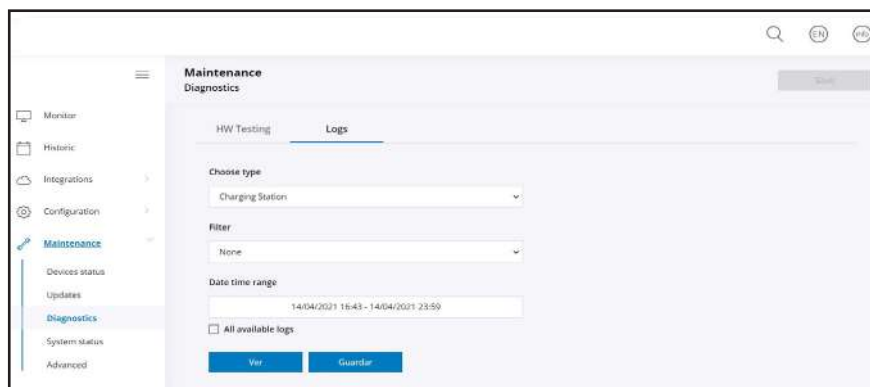 EN
Maintenance
Diagnostics
Monitor
Historic
Integrations
Configuration
Maintenance
Devices status
Updates
Diagnostics
System status
Advanced
HW Testing Logs
Choose type
Charging Station
Filter
None
Date time range
14/04/2021 16:43 - 14/04/2021 23:59
All available logs
Ver Guardar